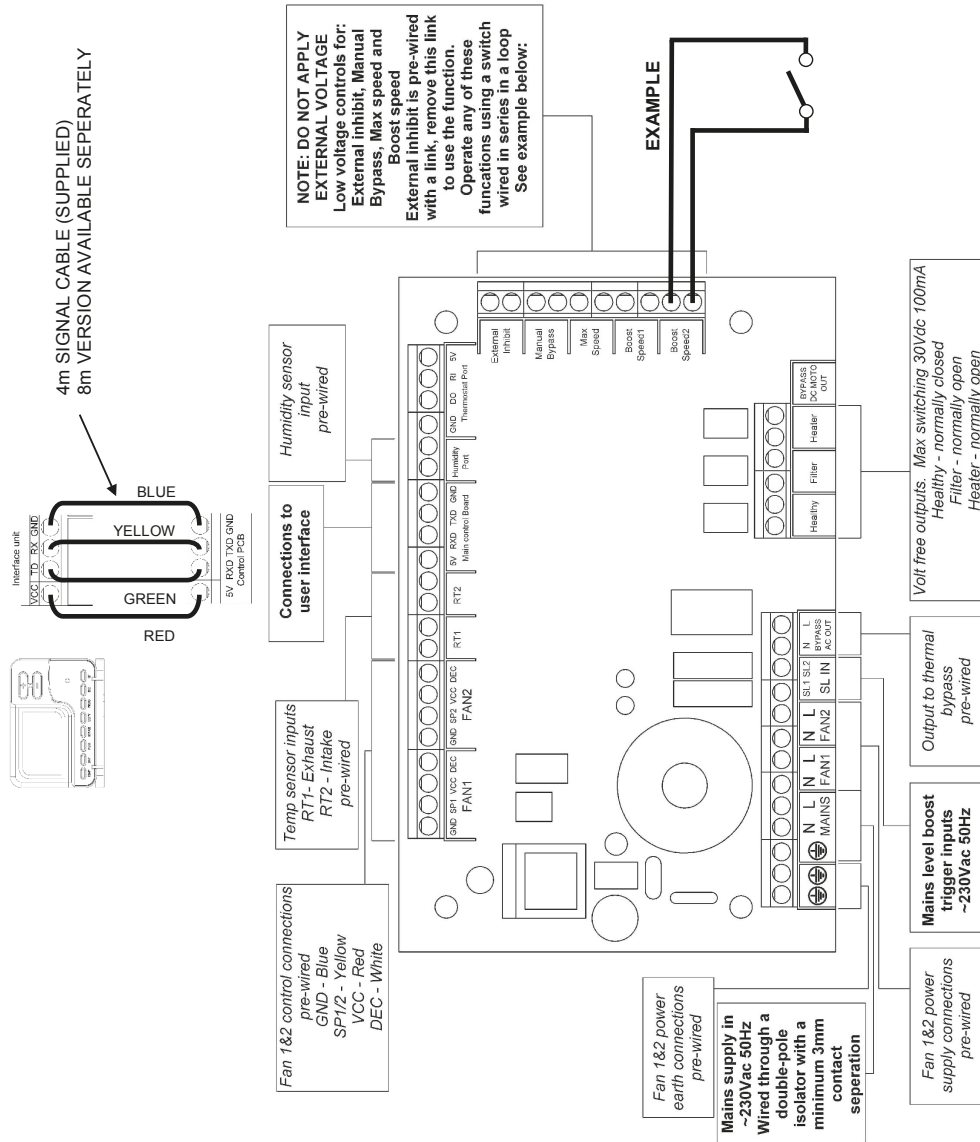 4m SIGNAL CABLE (SUPPLIED)
8m VERSION AVAILABLE SEPERATELY
Interface unit
VCC TD RX GND
BLUE
YELLOW
GREEN
RED
5V RXD TXD GND
Control PCB
Fan 1&2 control connections
pre-wired
GND - Blue
SP1/2 - Yellow
VCC - Red
DEC - White
Temp sensor inputs
RT1- Exhaust
RT2 - Intake
pre-wired
Connections to
user interface
Humidity sensor
input
pre-wired
NOTE: DO NOT APPLY
EXTERNAL VOLTAGE
Low voltage controls for:
External inhibit, Manual
Bypass, Max speed and
Boost speed
External inhibit is pre-wired
with a link, remove this link
to use the function.
Operate any of these
funcations using a switch
wired in series in a loop
See example below:
EXAMPLE
GND SP1 VCC DEC
FAN1
GND SP2 VCC DEC
FAN2
RT1
RT2
5V RXD TXD GND
Main control Board
Humidity
Port
GND DO RI 5V
Thermostat Port
External
Inhibit
Manual
Bypass
Max
Speed
Boost
Speed1
Boost
Speed2
N L
MAINS
N L
FAN1
N L
FAN2
SL1 SL2
SL IN
N L
BYPASS
AC OUT
Healthy
Filter
Heater
BYPASS
DC MOTO
OUT
Fan 1&2 power
earth connections
pre-wired
Mains supply in
~230Vac 50Hz
Wired through a
double-pole
isolator with a
minimum 3mm
contact
seperation
Fan 1&2 power
supply connections
pre-wired
Mains level boost
trigger inputs
~230Vac 50Hz
Output to thermal
bypass
pre-wired
Volt free outputs. Max switching 30Vdc 100mA
Healthy - normally closed
Filter - normally open
Heater - normally open